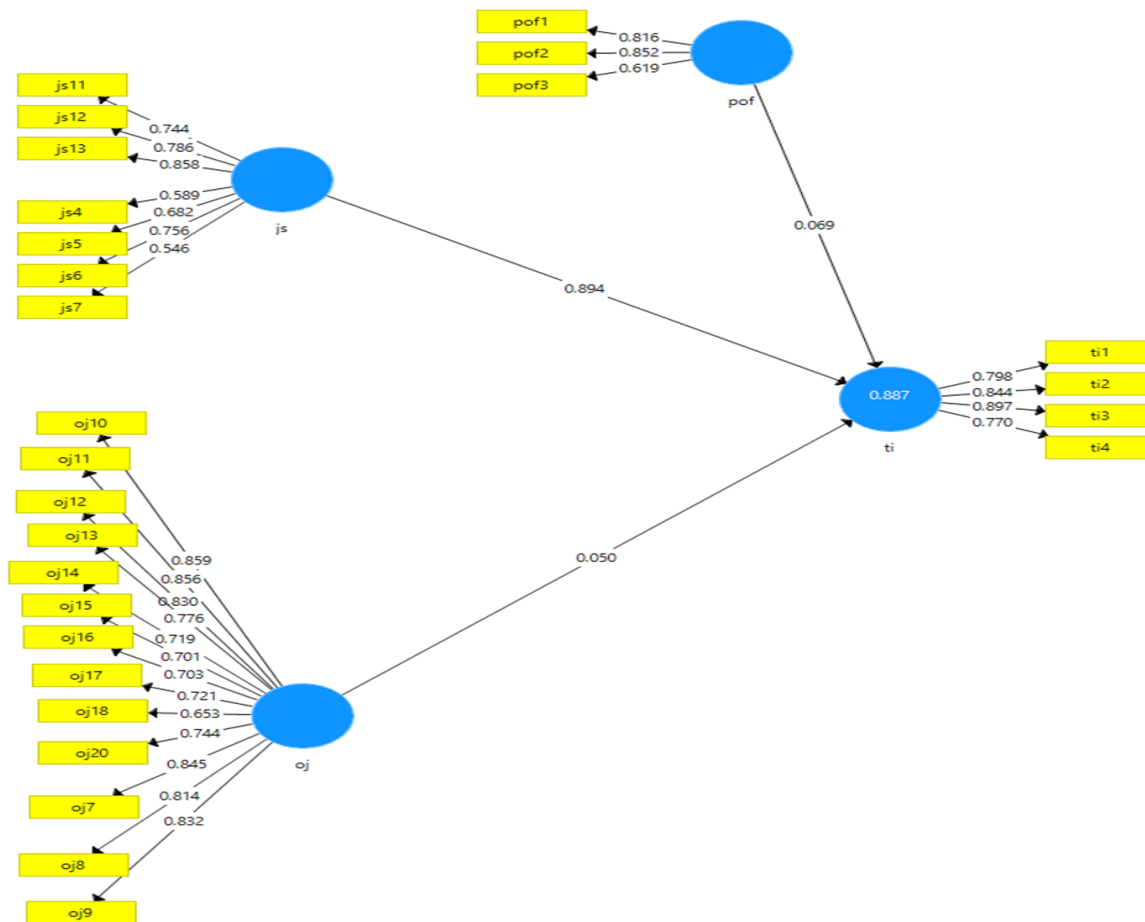 pof1
pof2
pof3
0.816
0.852
0.619
pof
js11
js12
js13
js4
js5
js6
js7
0.744
0.786
0.858
0.589
0.682
0.756
0.546
js
0.069
0.894
0.887
ti
0.798
0.844
0.897
0.770
ti1
ti2
ti3
ti4
oj10
oj11
oj12
oj13
oj14
oj15
oj16
oj17
oj18
oj20
oj7
oj8
oj9
0.859
0.856
0.830
0.776
0.719
0.701
0.703
0.721
0.653
0.744
0.845
0.814
0.832
oj
0.050